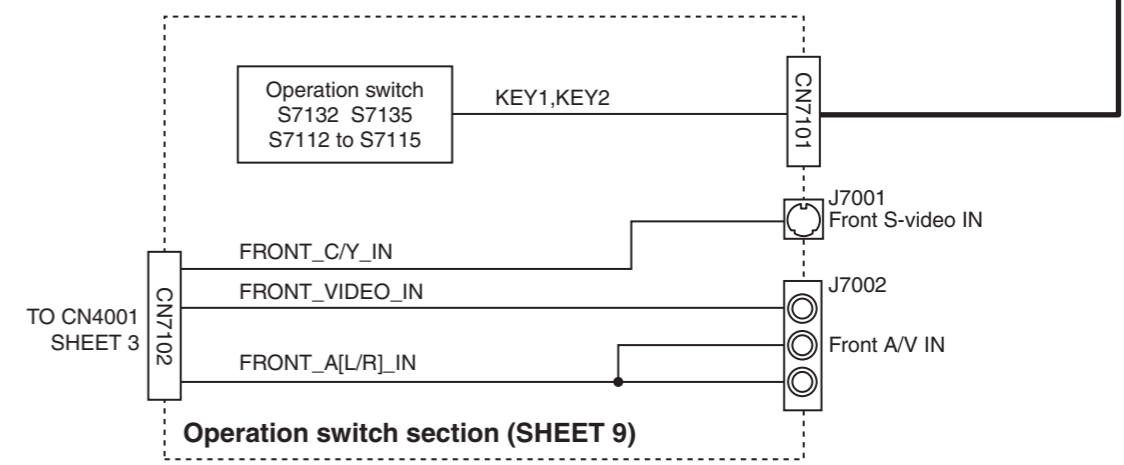 Operation switch
S7132  S7135
S7112 to S7115
KEY1,KEY2
CN7101
J7001
Front S-video IN
FRONT_C/Y_IN
FRONT_VIDEO_IN
J7002
TO CN4001
SHEET 3
CN7102
Front A/V IN
FRONT_A[L/R]_IN
Operation switch section (SHEET 9)